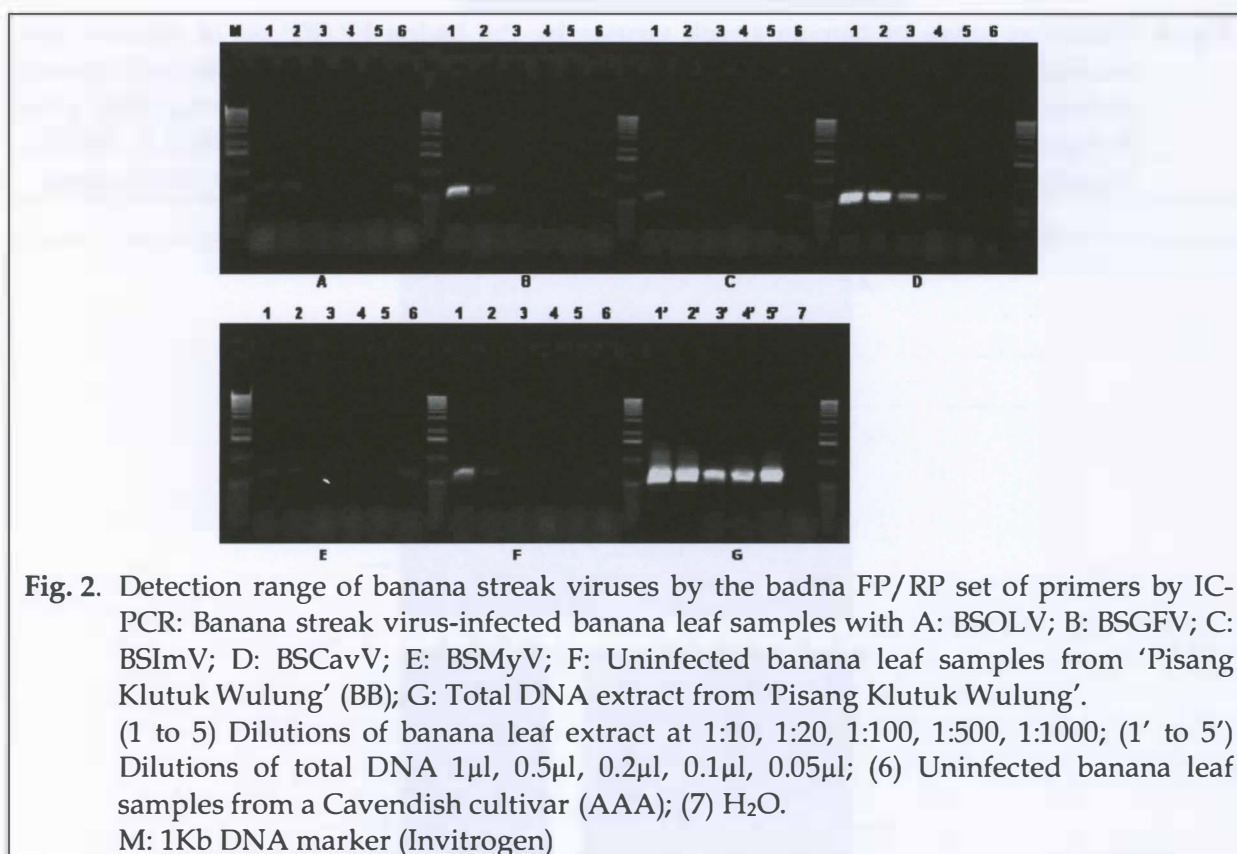 M 1 2 3 4 5 6 1 2 3 4 5 6 1 2 3 4 5 6 1 2 3 4 5 6
A B C D
1 2 3 4 5 6 1 2 3 4 5 6 1' 2' 3' 4' 5' 7
E F G
Fig. 2. Detection range of banana streak viruses by the badna FP/RP set of primers by IC-
PCR: Banana streak virus-infected banana leaf samples with A: BSOLV; B: BSGFV; C:
BSImV; D: BSCavV; E: BSMyV; F: Uninfected banana leaf samples from ‘Pisang
Klutuk Wulung’ (BB); G: Total DNA extract from ‘Pisang Klutuk Wulung’.
(1 to 5) Dilutions of banana leaf extract at 1:10, 1:20, 1:100, 1:500, 1:1000; (1’ to 5’)
Dilutions of total DNA 1µl, 0.5µl, 0.2µl, 0.1µl, 0.05µl; (6) Uninfected banana leaf
samples from a Cavendish cultivar (AAA); (7) H₂O.
M: 1Kb DNA marker (Invitrogen)